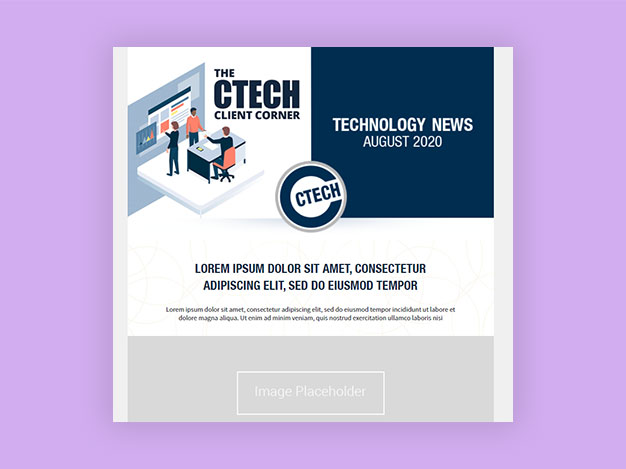 THE
CTECH
CLIENT CORNER
TECHNOLOGY NEWS
AUGUST 2020
CTECH
LOREM IPSUM DOLOR SIT AMET, CONSECTETUR
ADIPISCING ELIT, SED DO EIUSMOD TEMPOR
Lorem ipsum dolor sit amet, consectetur adipiscing elit, sed do eiusmod tempor incididunt ut labore et
dolore magna aliqua. Ut enim ad minim veniam, quis nostrud exercitation ullamco laboris nisi
Image Placeholder